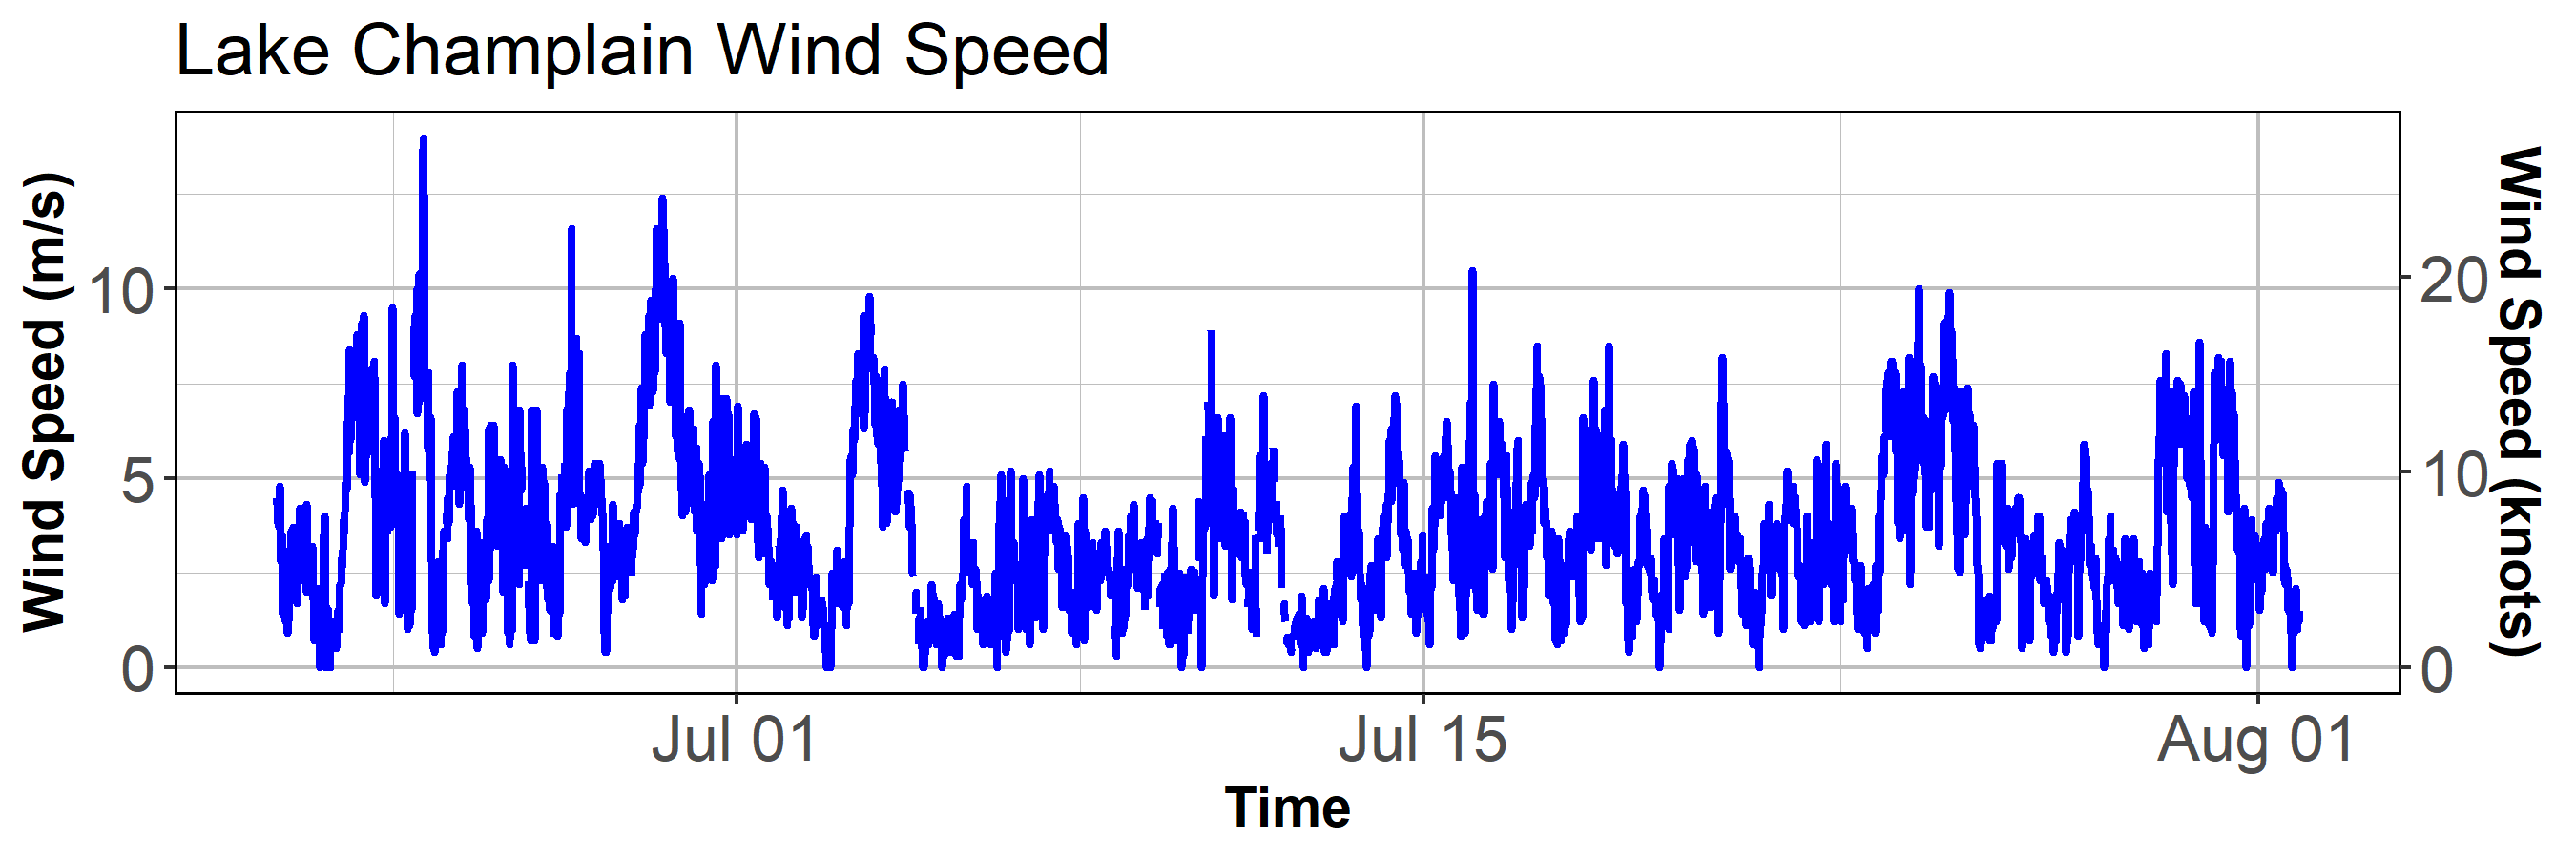 Lake Champlain Wind Speed
Wind Speed (m/s)
10
5
0
20
10
0
Wind Speed (knots)
Jul 01
Jul 15
Aug 01
Time